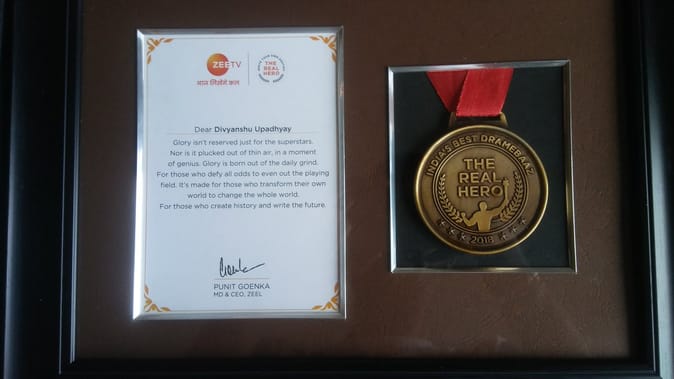 ZEETV
THE
REAL
HERO
Dear Divyanshu Upadhyay
Glory isn't reserved just for the superstars.
Nor is it plucked out of thin air, in a moment
of genius. Glory is born out of the daily grind.
For those who defy all odds to even out the playing
field. It's made for those who transform their own
world to change the whole world.
For those who create history and write the future.
PUNIT GOENKA
MD & CEO, ZEEL
INDIA'S BEST DRAMEBAAZ
THE
REAL
HERO
2018